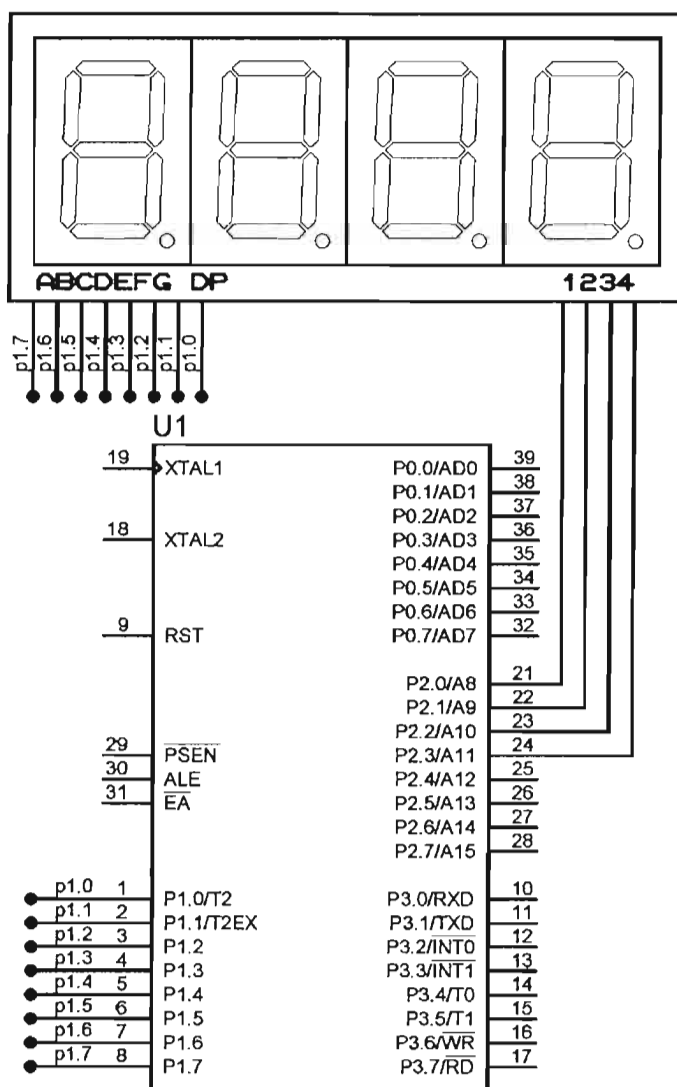 ABCDEFG DP 1234
p1.7 p1.6 p1.5 p1.4 p1.3 p1.2 p1.1 p1.0
U1
19 XTAL1 P0.0/AD0 39
P0.1/AD1 38
18 XTAL2 P0.2/AD2 37
P0.3/AD3 36
P0.4/AD4 35
P0.5/AD5 34
P0.6/AD6 33
9 RST P0.7/AD7 32
P2.0/A8 21
P2.1/A9 22
P2.2/A10 23
29 PSEN P2.3/A11 24
30 ALE P2.4/A12 25
31 EA P2.5/A13 26
P2.6/A14 27
P2.7/A15 28
p1.0 1 P1.0/T2 P3.0/RXD 10
p1.1 2 P1.1/T2EX P3.1/TXD 11
p1.2 3 P1.2 P3.2/INT0 12
p1.3 4 P1.3 P3.3/INT1 13
p1.4 5 P1.4 P3.4/T0 14
p1.5 6 P1.5 P3.5/T1 15
p1.6 7 P1.6 P3.6/WR 16
p1.7 8 P1.7 P3.7/RD 17